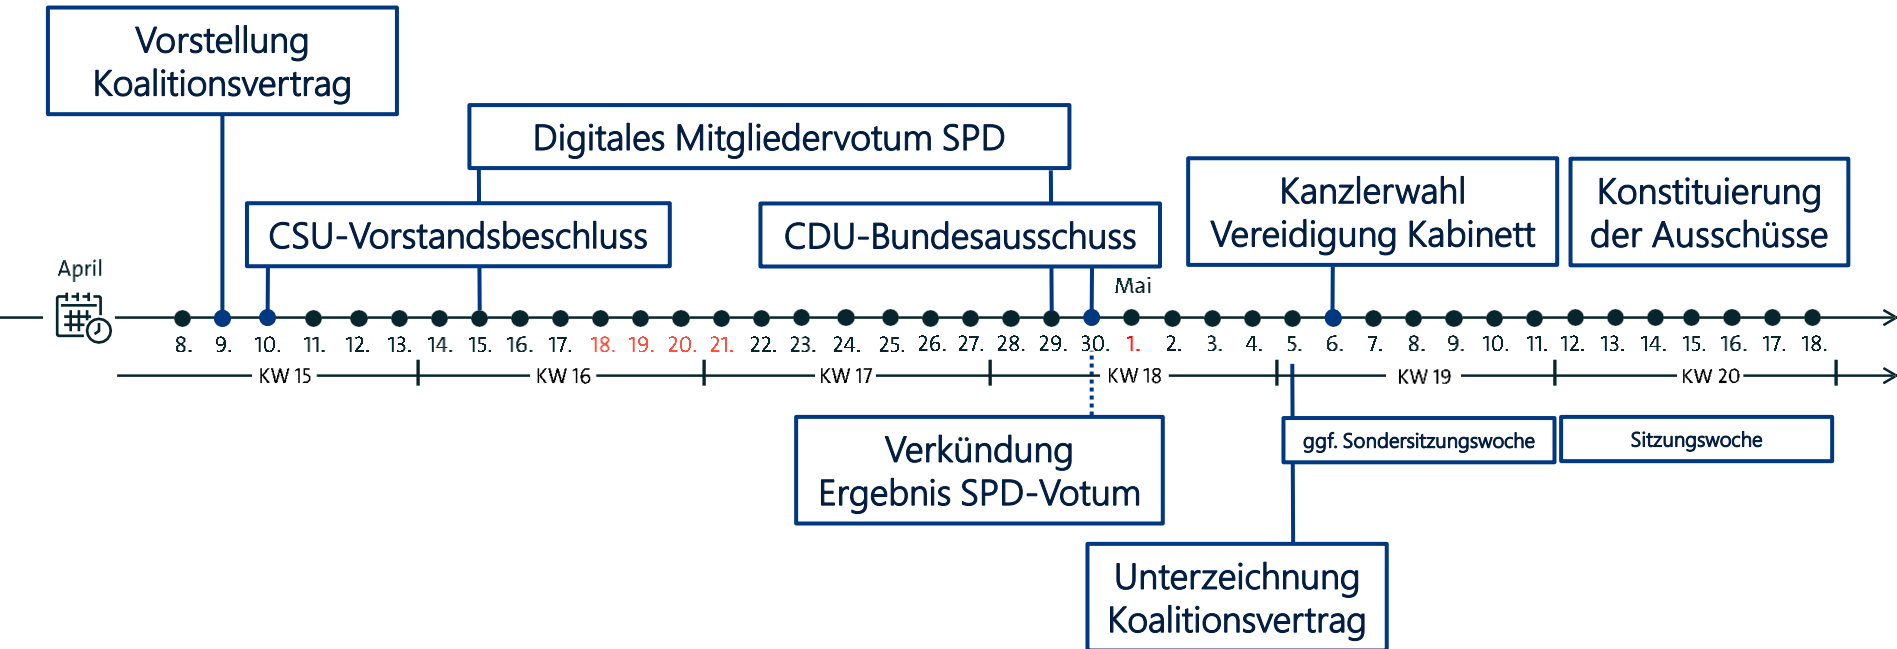 Vorstellung
Koalitionsvertrag
Digitales Mitgliedervotum SPD
CSU-Vorstandsbeschluss
CDU-Bundesausschuss
Kanzlerwahl
Vereidigung Kabinett
Konstituierung
der Ausschüsse
April
Mai
8. 9. 10. 11. 12. 13. 14. 15. 16. 17. 18. 19. 20. 21. 22. 23. 24. 25. 26. 27. 28. 29. 30. 1. 2. 3. 4. 5. 6. 7. 8. 9. 10. 11. 12. 13. 14. 15. 16. 17. 18.
KW 15 KW 16 KW 17 KW 18 KW 19 KW 20
Verkündung
Ergebnis SPD-Votum
ggf. Sondersitzungswoche
Sitzungswoche
Unterzeichnung
Koalitionsvertrag